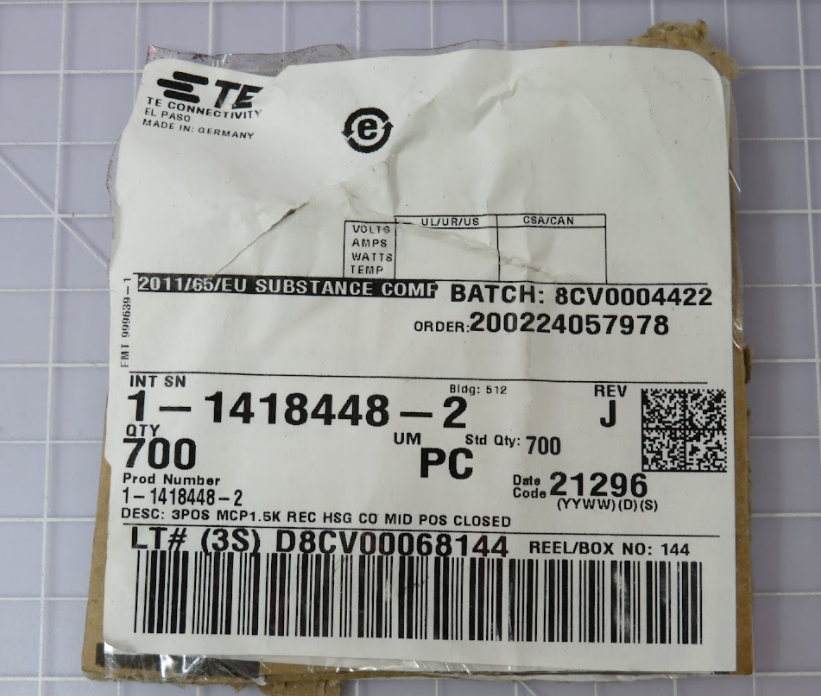 TE
TE CONNECTIVITY
EL PASO
MADE IN: GERMANY
e
UL/UR/US CSA/CAN
VOLTS
AMPS
WATTS
TEMP
2011/65/EU SUBSTANCE COMP BATCH: 8CV0004422
ORDER:200224057978
FMT 999639-1
INT SN Bldg: 512 REV
1-1418448-2 J
QTY UM Std Qty: 700
700 PC
Prod Number Date Code 21296
1-1418448-2 (YYWW)(D)(S)
DESC: 3POS MCP1.5K REC HSG CO MID POS CLOSED
LT# (3S) D8CV00068144 REEL/BOX NO: 144